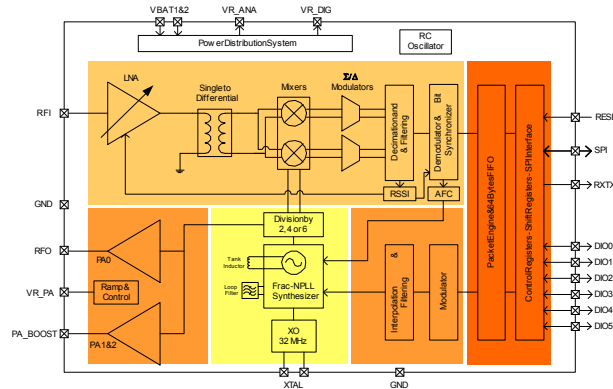 VBAT1&2 VR_ANA VR_DIG
PowerDistributionSystem
RC
Oscillator
LNA
Singleto
Differential
Mixers
Σ/Δ
Modulators
Decimationand
& Filtering
Demodulator & Bit
Synchronizer
RSSI
AFC
PacketEngine&64BytesFIFO
ControlRegisters-ShiftRegisters-SPIInterface
RFI
GND
RFO
VR_PA
PA_BOOST
PA0
Ramp&
Control
PA1&2
Divisionby
2, 4 or 6
Tank
Inductor
Loop
Filter
Frac-NPLL
Synthesizer
XO
32 MHz
Interpolation &
Filtering
Modulator
XTAL
GND
RESE
SPI
RXTX
DIO0
DIO1
DIO2
DIO3
DIO4
DIO5